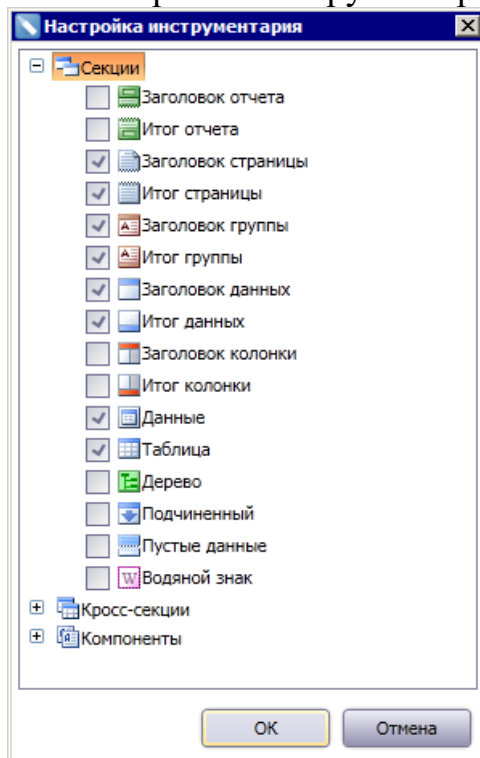 Настройка инструментария
Секции
Заголовок отчета
Итог отчета
Заголовок страницы
Итог страницы
Заголовок группы
Итог группы
Заголовок данных
Итог данных
Заголовок колонки
Итог колонки
Данные
Таблица
Дерево
Подчиненный
Пустые данные
Водяной знак
Кросс-секции
Компоненты
ОК
Отмена